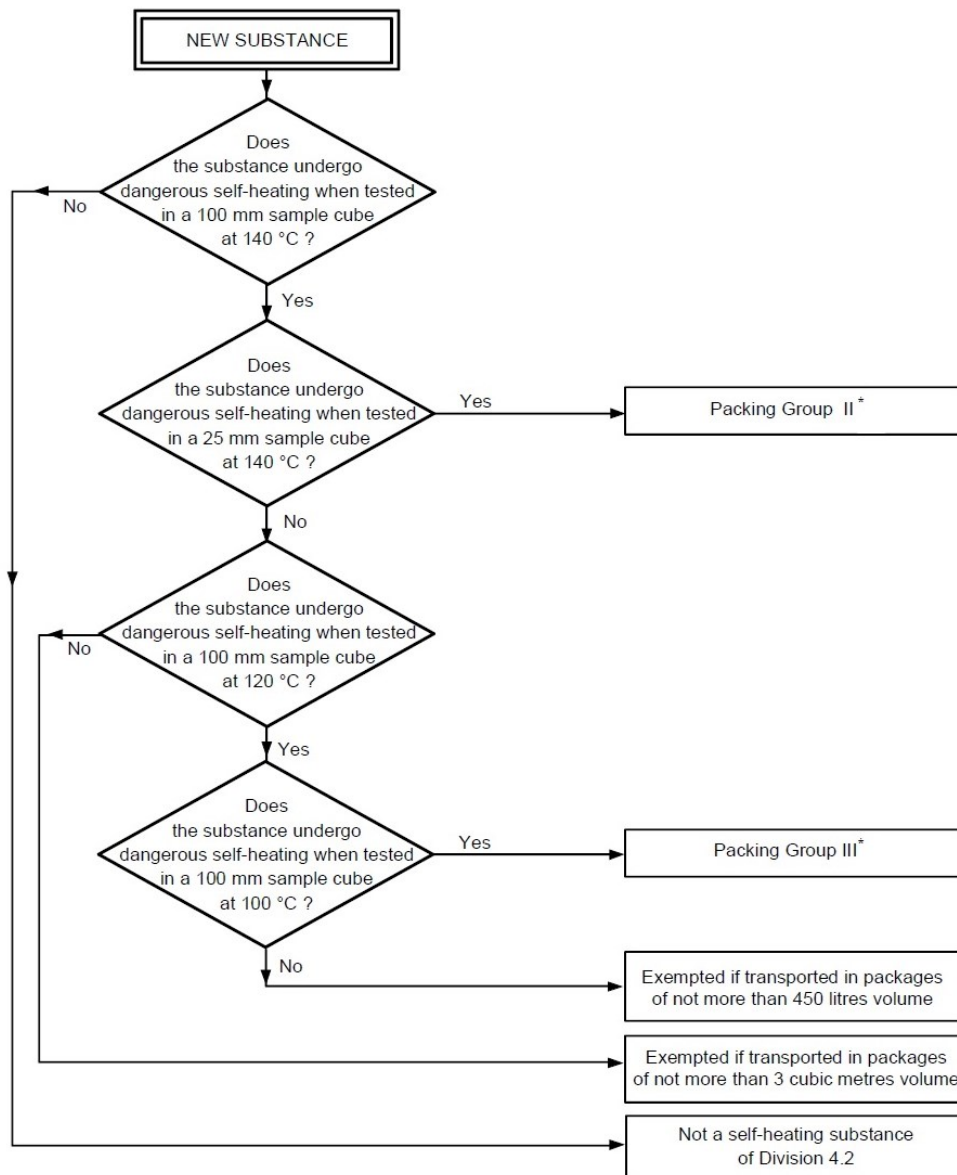 NEW SUBSTANCE
Does
the substance undergo
dangerous self-heating when tested
in a 100 mm sample cube
at 140 °C ?
No
Yes
Does
the substance undergo
dangerous self-heating when tested
in a 25 mm sample cube
at 140 °C ?
Yes
Packing Group II*
No
Does
the substance undergo
dangerous self-heating when tested
in a 100 mm sample cube
at 120 °C ?
No
Yes
Does
the substance undergo
dangerous self-heating when tested
in a 100 mm sample cube
at 100 °C ?
Yes
Packing Group III*
No
Exempted if transported in packages
of not more than 450 litres volume
Exempted if transported in packages
of not more than 3 cubic metres volume
Not a self-heating substance
of Division 4.2